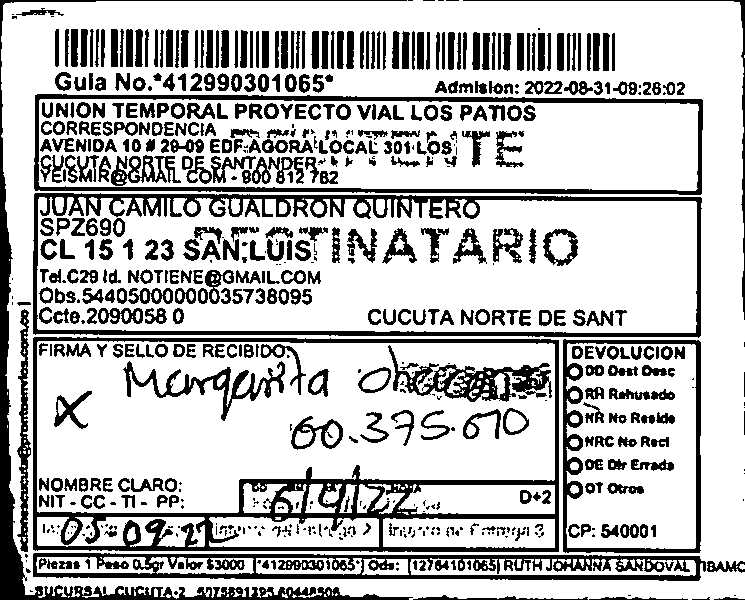 Guia No.*412990301065*
Admision: 2022-08-31-09:26:02
UNION TEMPORAL PROYECTO VIAL LOS PATIOS
CORRESPONDENCIA
AVENIDA 10 # 29-09 EDF.AGORA LOCAL 301 LOS
CUCUTA NORTE DE SANTANDER
YEISMIR@GMAIL COM - 900 812 782
JUAN CAMILO GUALDRON QUINTERO
SPZ690
DESTINATARIO
CL 15 1 23 SAN LUIS
Tel.C29 Id. NOTIENE@GMAIL.COM
Obs.54405000000035738095
Ccte.2090058 0
CUCUTA NORTE DE SANT
FIRMA Y SELLO DE RECIBIDO:
X Margarita
60.375.610
DEVOLUCION
DD Dest Desc
RH Rehusado
NR No Reside
NRC No Recl
DE Dir Errada
OT Otros
NOMBRE CLARO:
NIT - CC - TI - PP:
6/9/22
D+2
05 09 22
Intento de Entrega 3
CP: 540001
Piezas 1 Peso 0.5gr Valor $3000 *412990301065* Ods: [12764101065] RUTH JOHANNA SANDOVAL
SUCURSAL CUCUTA-2